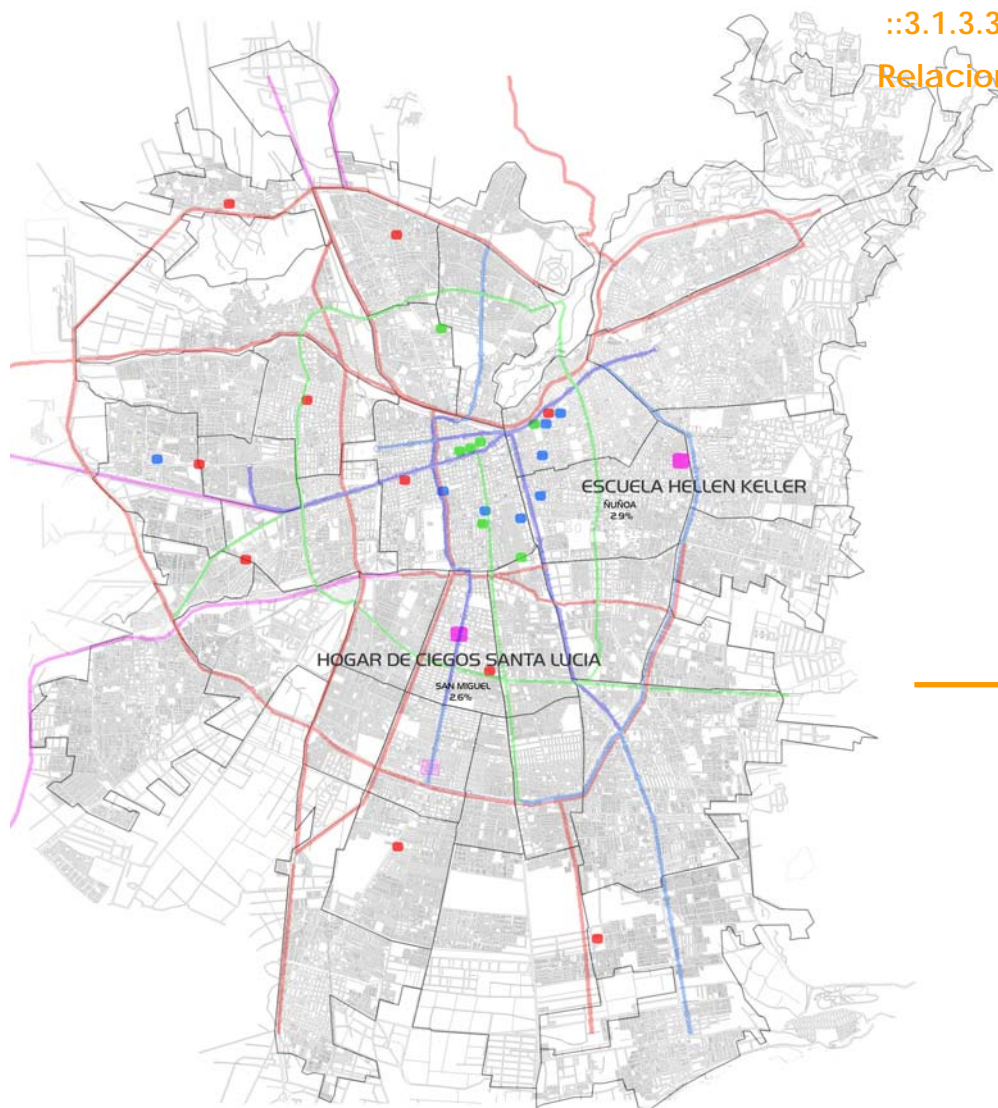 ::3.1.3.3
Relacion
ESCUELA HELLEN KELLER
ÑUÑOA
2.9%
HOGAR DE CIEGOS SANTA LUCIA
SAN MIGUEL
2.6%